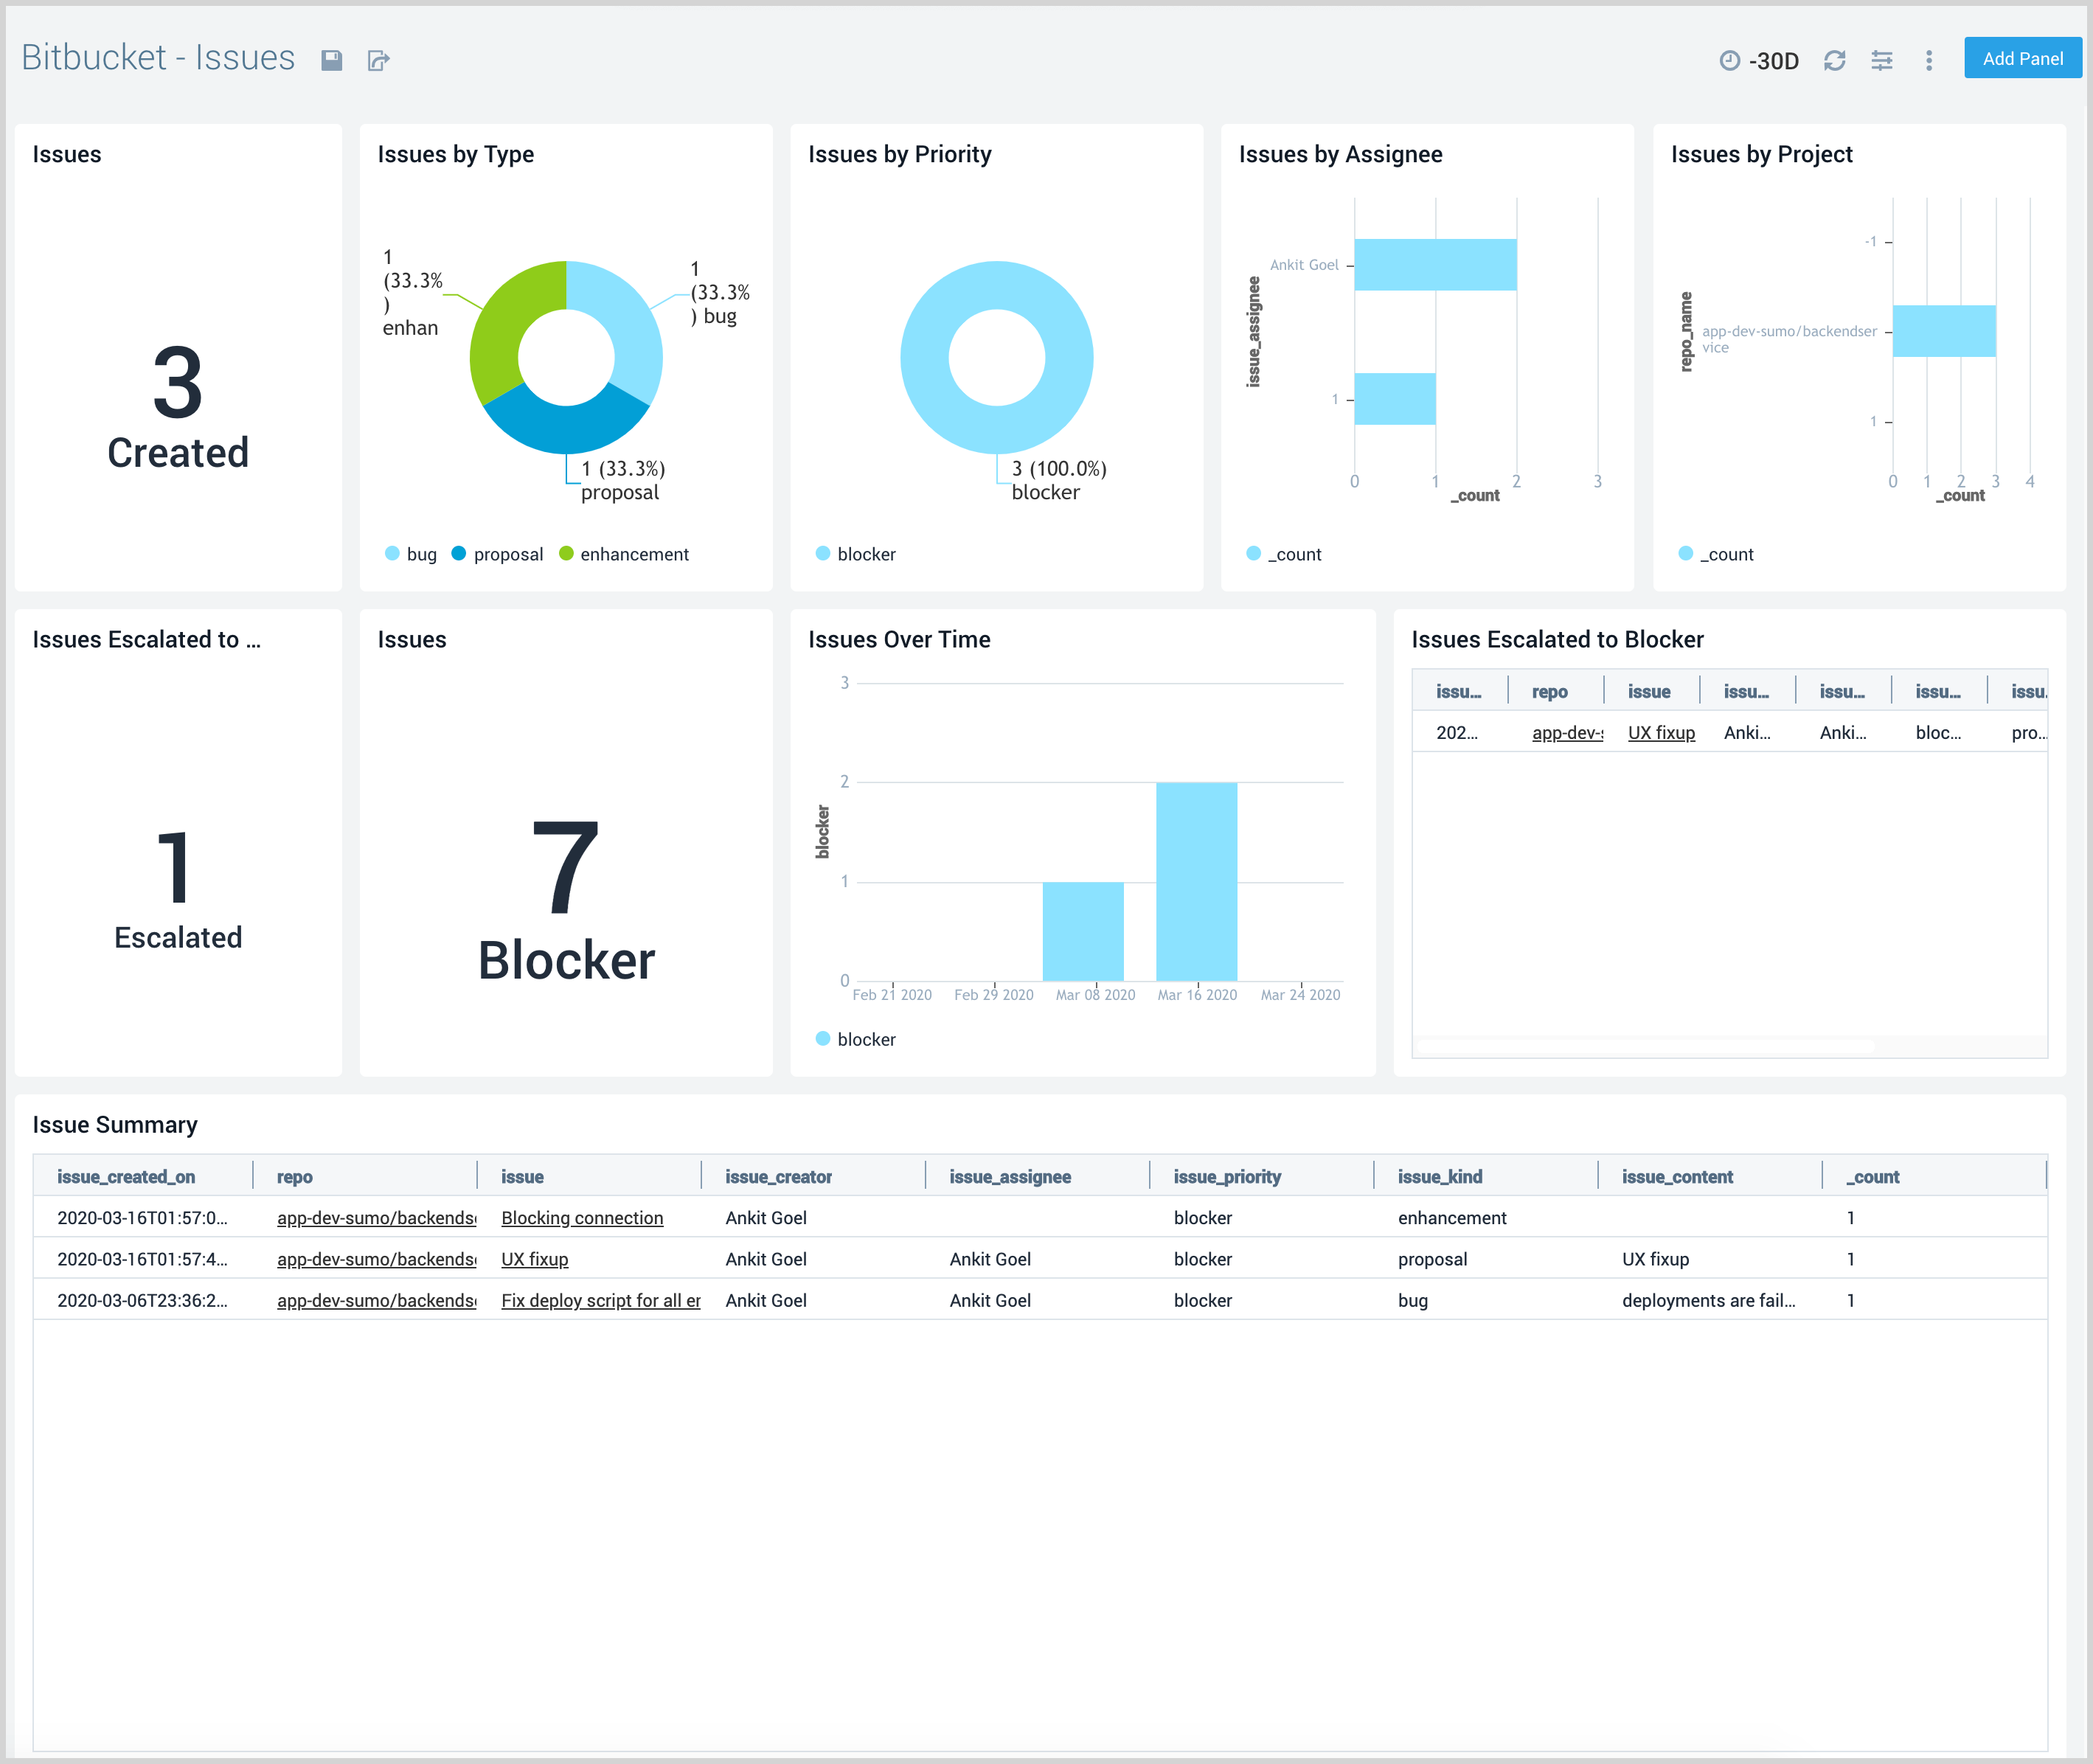 Bitbucket - Issues
-30D
Add Panel
Issues
3
Created
Issues by Type
1
(33.3%
)
enhan
1
(33.3%
) bug
1 (33.3%)
proposal
bug proposal enhancement
Issues by Priority
3 (100.0%)
blocker
blocker
Issues by Assignee
issue_assignee
Ankit Goel
1
0 1 2 3
_count
_count
Issues by Project
repo_name
-1
app-dev-sumo/backendser
vice
1
0 1 2 3 4
_count
_count
Issues Escalated to ...
1
Escalated
Issues
7
Blocker
Issues Over Time
blocker
3
2
1
0
Feb 21 2020 Feb 29 2020 Mar 08 2020 Mar 16 2020 Mar 24 2020
blocker
Issues Escalated to Blocker
issu... repo issue issu... issu... issu... issu.
202... app-dev-s UX fixup Anki... Anki... bloc... pro...
Issue Summary
issue_created_on repo issue issue_creator issue_assignee issue_priority issue_kind issue_content _count
2020-03-16T01:57:0... app-dev-sumo/backendse Blocking connection Ankit Goel blocker enhancement 1
2020-03-16T01:57:4... app-dev-sumo/backendse UX fixup Ankit Goel Ankit Goel blocker proposal UX fixup 1
2020-03-06T23:36:2... app-dev-sumo/backendse Fix deploy script for all er Ankit Goel Ankit Goel blocker bug deployments are fail... 1